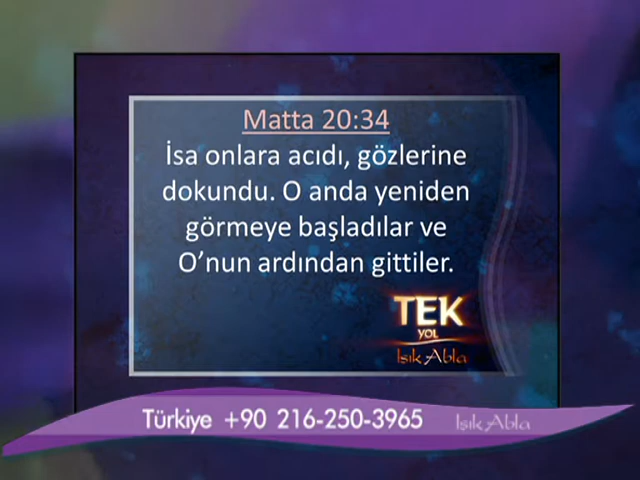 Matta 20:34
İsa onlara acıdı, gözlerine
dokundu. O anda yeniden
görmeye başladılar ve
O'nun ardından gittiler.
TEK
YOL
Işık Abla
Türkiye +90 216-250-3965 Işık Abla